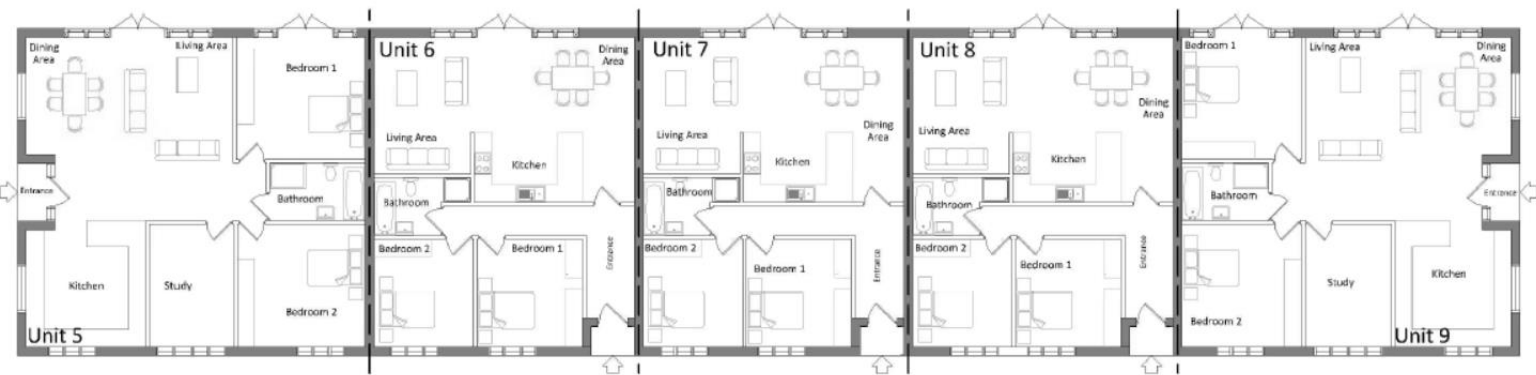 Dining
Area
Living Area
Bedroom 1
Entrance
Bathroom
Kitchen
Study
Bedroom 2
Unit 5
Unit 6
Dining
Area
Living Area
Kitchen
Bathroom
Bedroom 2
Bedroom 1
Entrance
Unit 7
Living Area
Dining
Area
Kitchen
Bathroom
Bedroom 2
Bedroom 1
Entrance
Unit 8
Dining
Area
Living Area
Kitchen
Bathroom
Bedroom 2
Bedroom 1
Entrance
Bedroom 1
Living Area
Dining
Area
Bathroom
Entrance
Kitchen
Study
Bedroom 2
Unit 9